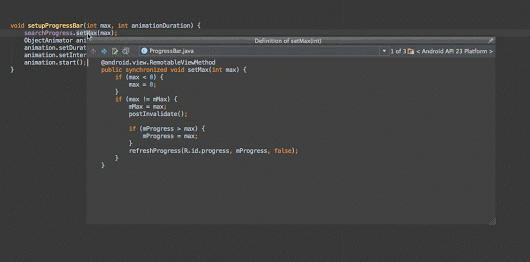 void setupProgressBar(int max, int animationDuration) {
searchProgress.setMax(max);
ObjectAnimator ani
animation.setDurat
animation.setInter
animation.start();
}
Definition of setMax(int)
ProgressBar.java
1 of 3
< Android API 23 Platform >
@android.view.RemotableViewMethod
public synchronized void setMax(int max) {
if (max < 0) {
max = 0;
}
if (max != mMax) {
mMax = max;
postInvalidate();
if (mProgress > max) {
mProgress = max;
}
refreshProgress(R.id.progress, mProgress, false);
}
}